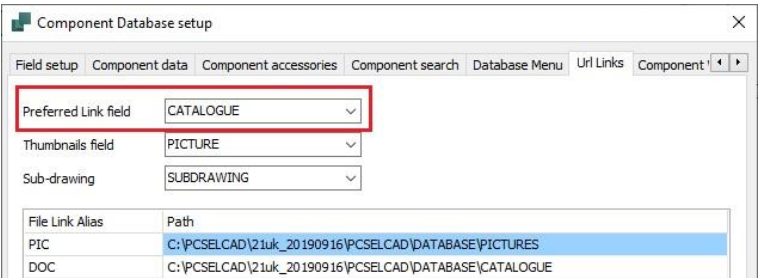 Component Database setup
Field setup Component data Component accessories Component search Database Menu Url Links Component
Preferred Link field CATALOGUE
Thumbnails field PICTURE
Sub-drawing SUBDRAWING
File Link Alias Path
PIC C:\PCSELCAD\21uk_20190916\PCSELCAD\DATABASE\PICTURES
DOC C:\PCSELCAD\21uk_20190916\PCSELCAD\DATABASE\CATALOGUE